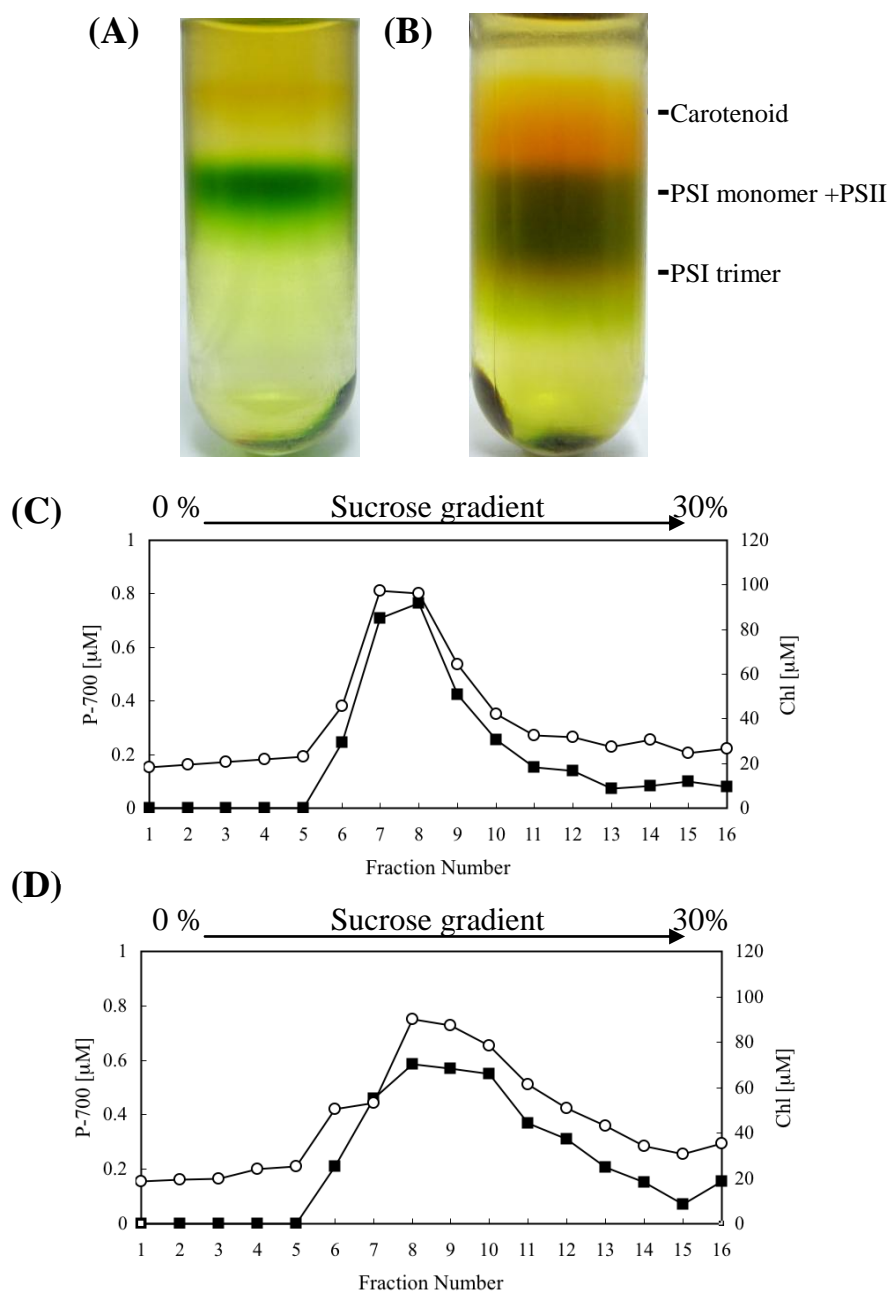 (A)
(B)
Carotenoid
PSI monomer +PSII
PSI trimer
(C)
0 % Sucrose gradient 30%
1
0.8
0.6
0.4
0.2
0
P-700 [µM]
120
100
80
60
40
20
0
Chl [µM]
1 2 3 4 5 6 7 8 9 10 11 12 13 14 15 16
Fraction Number
(D)
0 % Sucrose gradient 30%
1
0.8
0.6
0.4
0.2
0
P-700 [µM]
120
100
80
60
40
20
0
Chl [µM]
1 2 3 4 5 6 7 8 9 10 11 12 13 14 15 16
Fraction Number